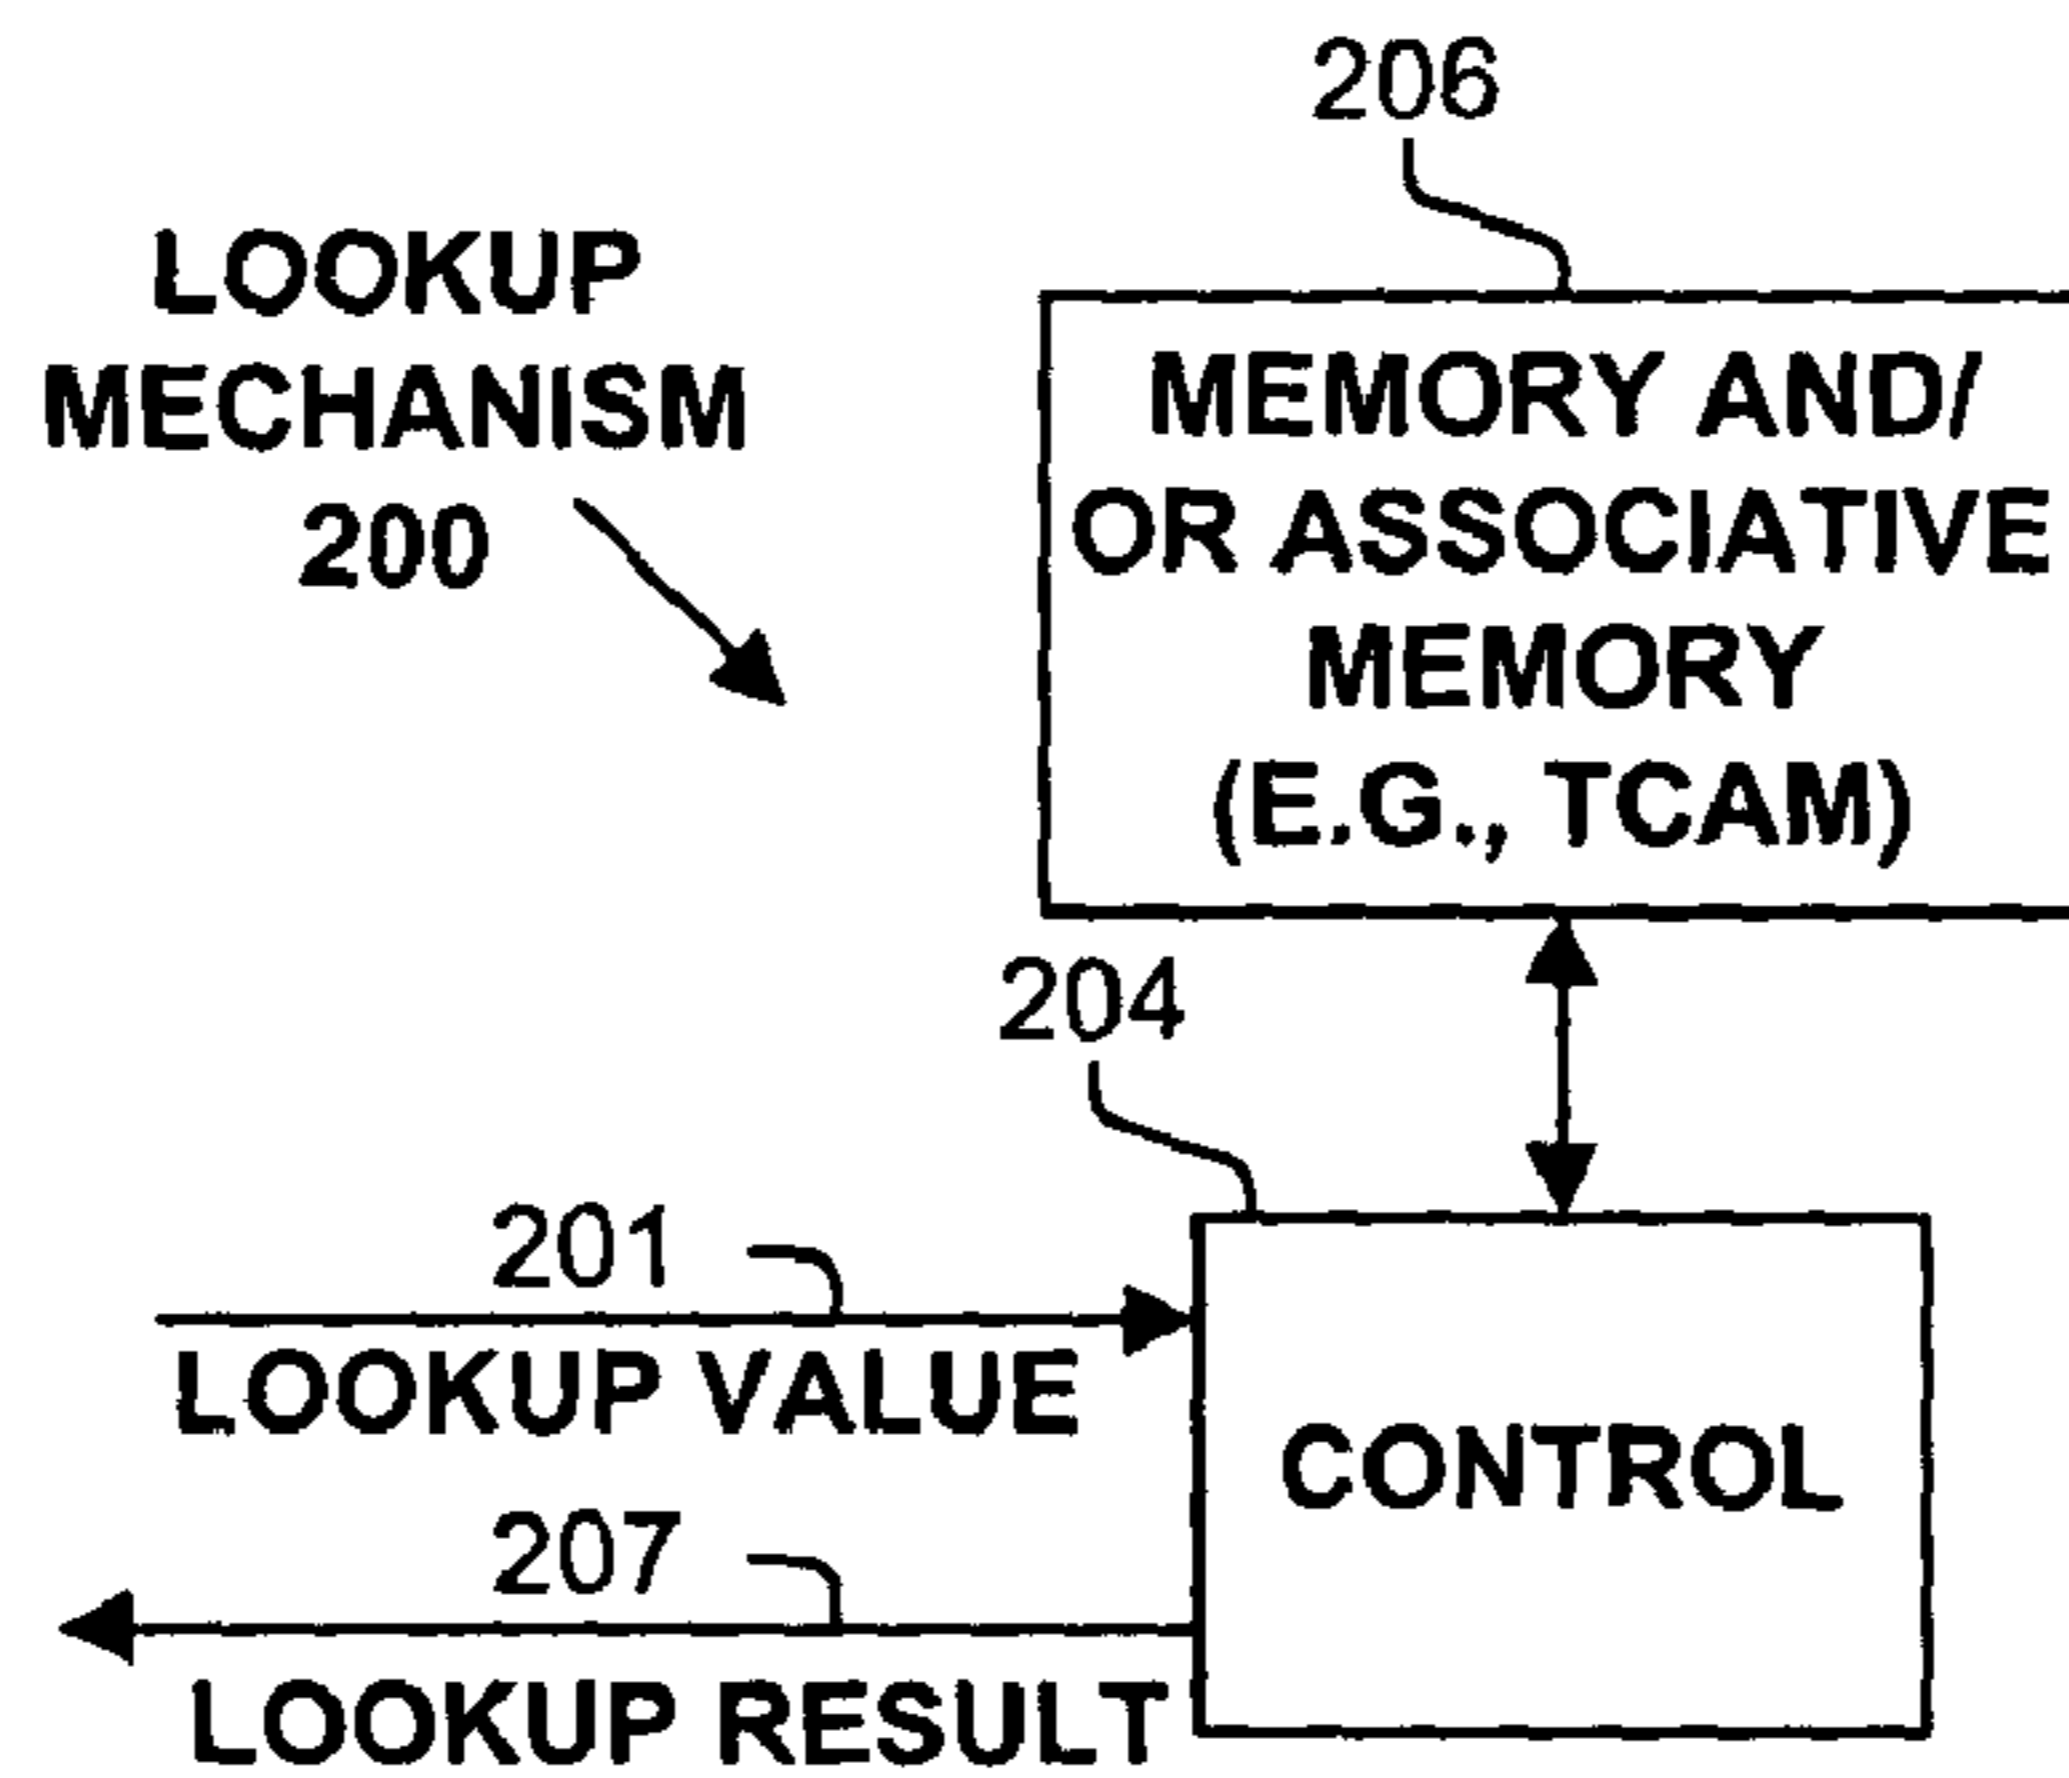 206
LOOKUP
MECHANISM
200
MEMORY AND/
OR ASSOCIATIVE
MEMORY
(E.G., TCAM)
204
201
LOOKUP VALUE
CONTROL
207
LOOKUP RESULT